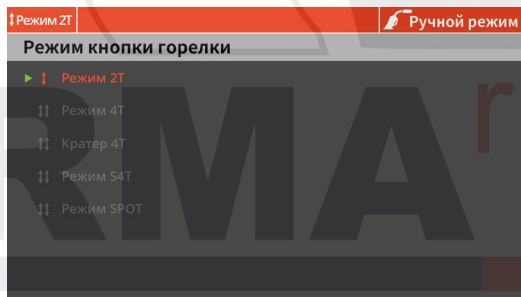 Режим 2T
Ручной режим
Режим кнопки горелки
Режим 2T
Режим 4T
Кратер 4T
Режим S4T
Режим SPOT
RMA
r